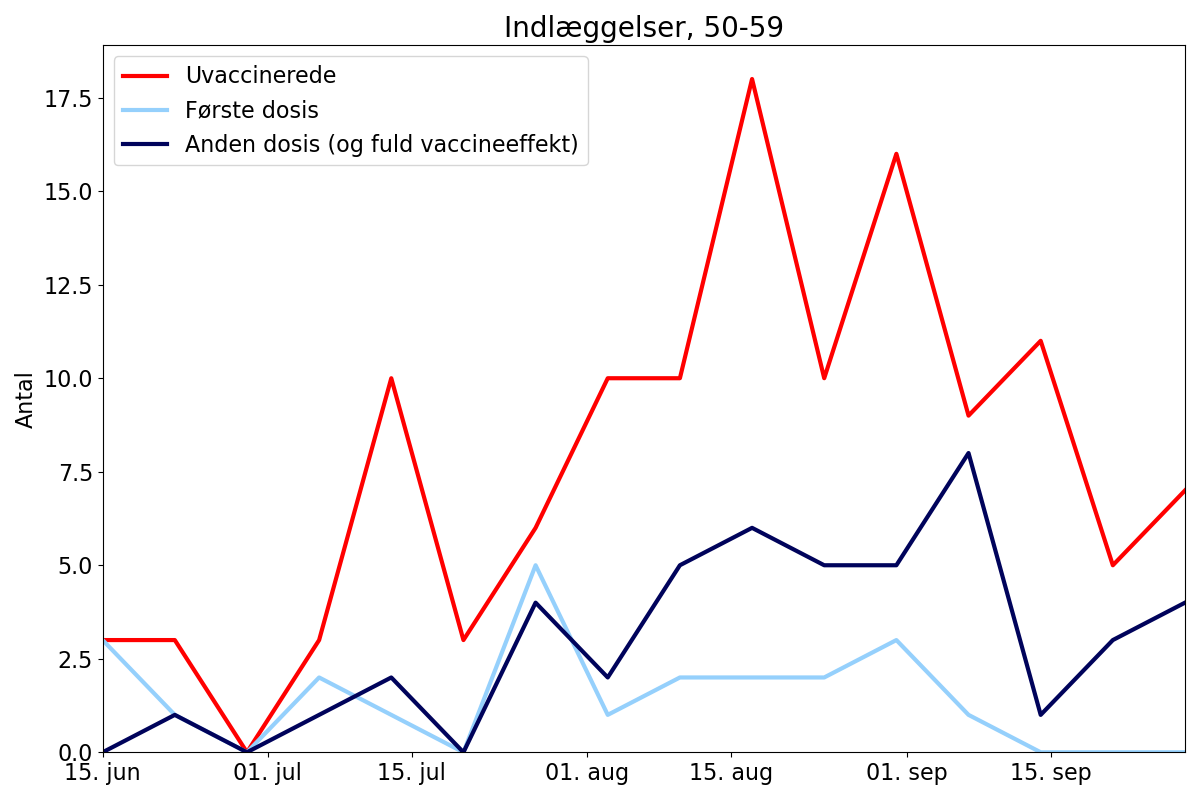 Indlæggelser, 50-59
Uvaccinerede
Første dosis
Anden dosis (og fuld vaccineeffekt)
Antal
17.5
15.0
12.5
10.0
7.5
5.0
2.5
0.0
15. jun
01. jul
15. jul
01. aug
15. aug
01. sep
15. sep